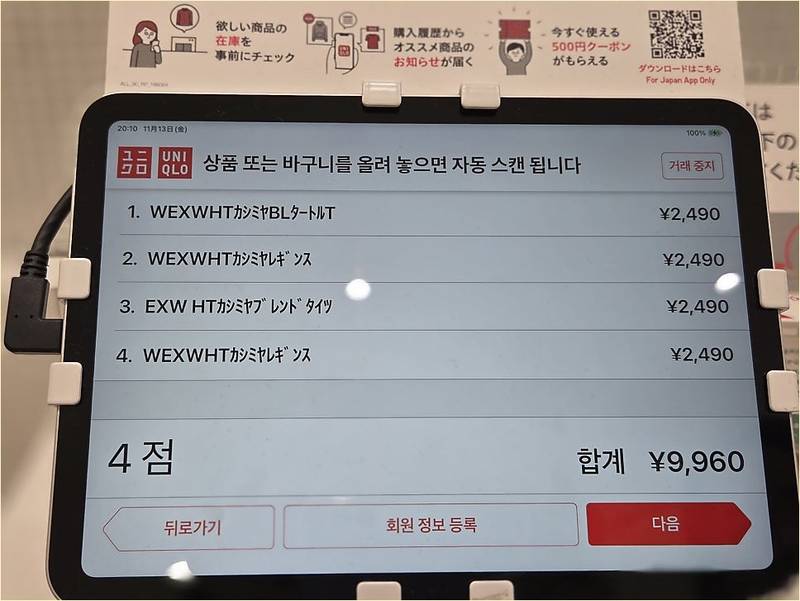 欲しい商品の
在庫を
事前にチェック
購入履歴から
オススメ商品の
お知らせが届く
今すぐ使える
500円クーポン
がもらえる
ダウンロードはこちら
For Japan App Only
20:10 11月13日(金)
100%
ユニ
クロ
UNI
QLO
상품 또는 바구니를 올려 놓으면 자동 스캔 됩니다
거래 중지
1. WEXWHTカシミヤBLタートルT ¥2,490
2. WEXWHTカシミヤレギンス ¥2,490
3. EXW HTカシミヤブレンドタイツ ¥2,490
4. WEXWHTカシミヤレギンス ¥2,490
4 점
합계 ¥9,960
뒤로가기
회원 정보 등록
다음
は
下の
くだ